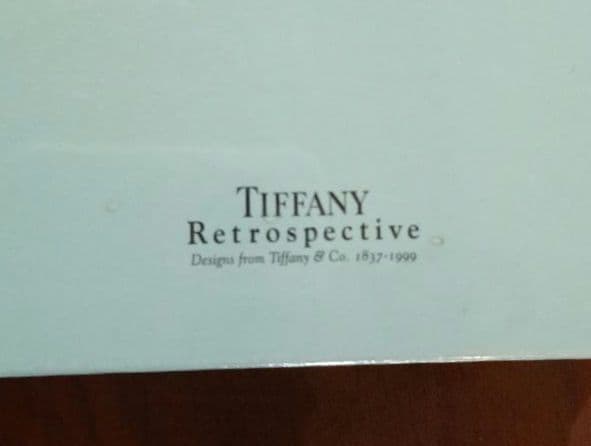 TIFFANY
Retrospective
Designs from Tiffany & Co. 1837-1999